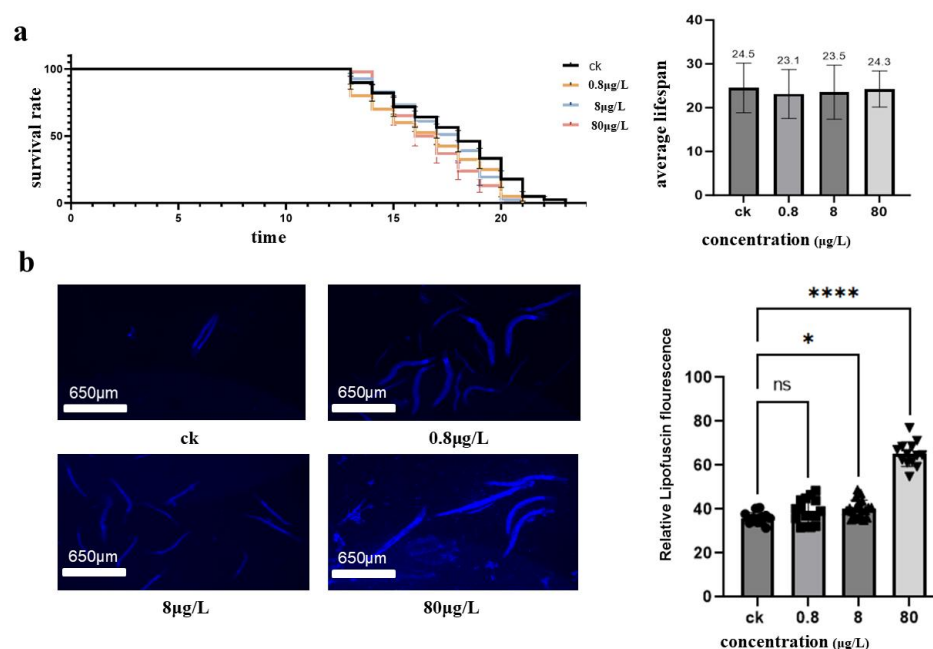 a
100
50
0
survival rate
0
5
10
15
20
time
ck
0.8μg/L
8μg/L
80μg/L
40
30
20
10
0
average lifespan
24.5
23.1
23.5
24.3
ck
0.8
8
80
concentration (μg/L)
b
650μm
ck
650μm
0.8μg/L
650μm
8μg/L
650μm
80μg/L
100
80
60
40
20
0
Relative Lipofuscin flourescence
****
*
ns
ck
0.8
8
80
concentration (μg/L)